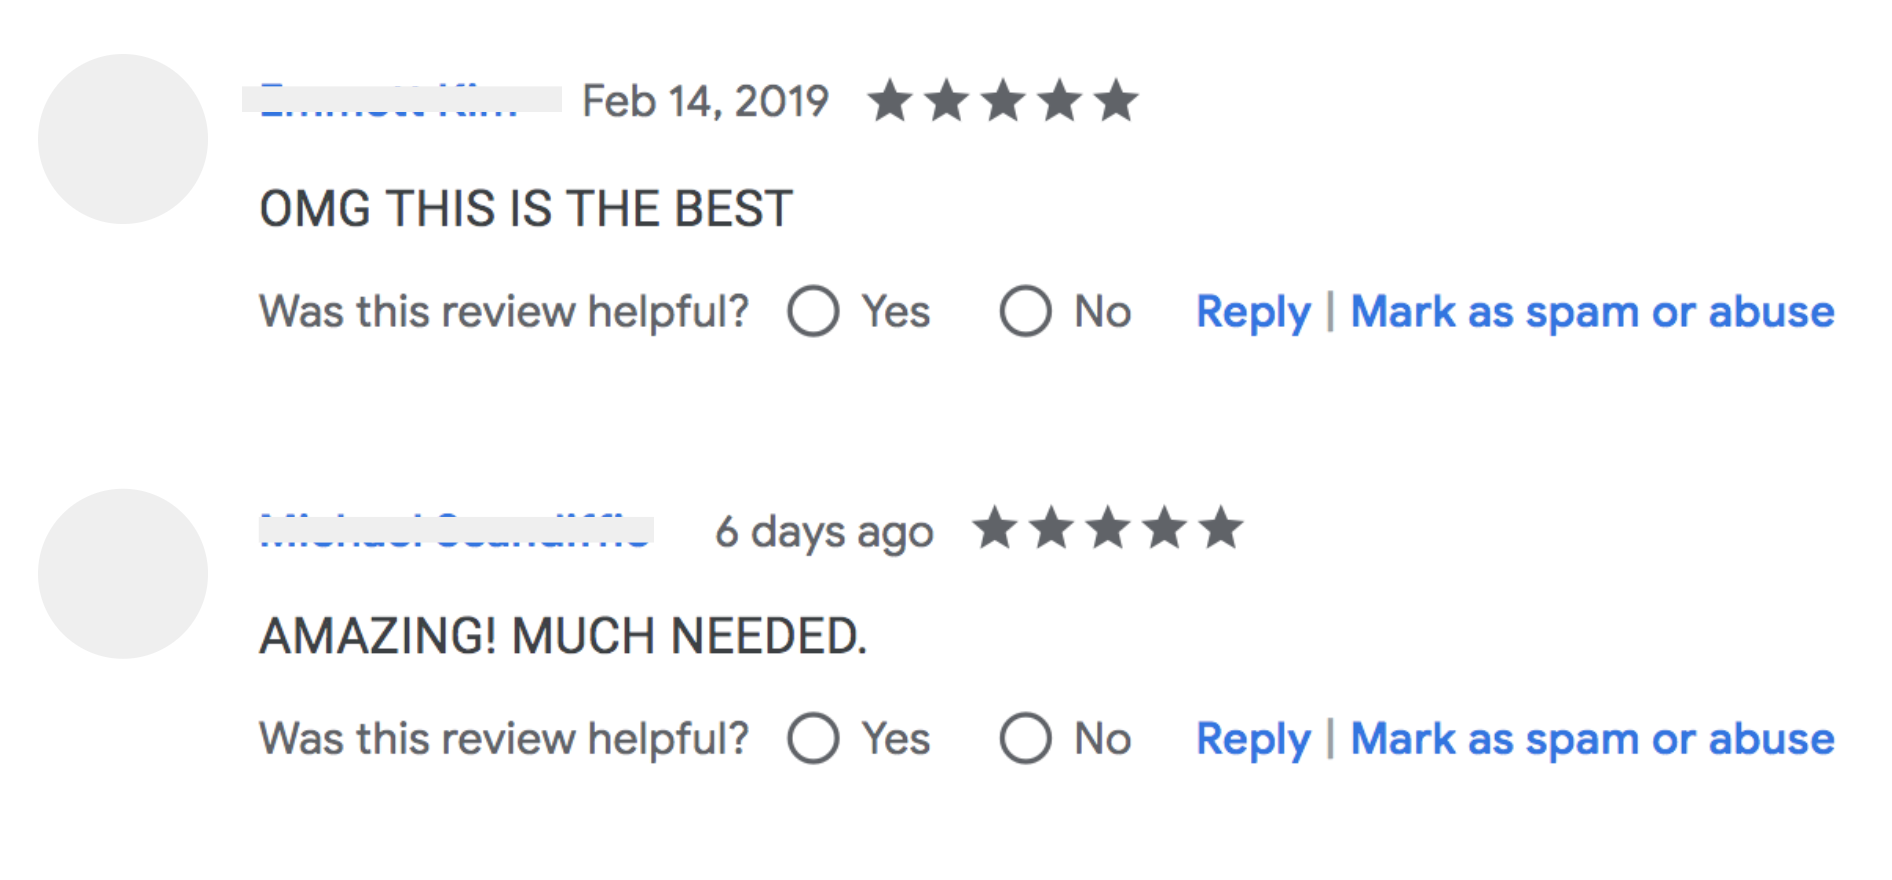 Feb 14, 2019
OMG THIS IS THE BEST
Was this review helpful? Yes No Reply | Mark as spam or abuse
6 days ago
AMAZING! MUCH NEEDED.
Was this review helpful? Yes No Reply | Mark as spam or abuse